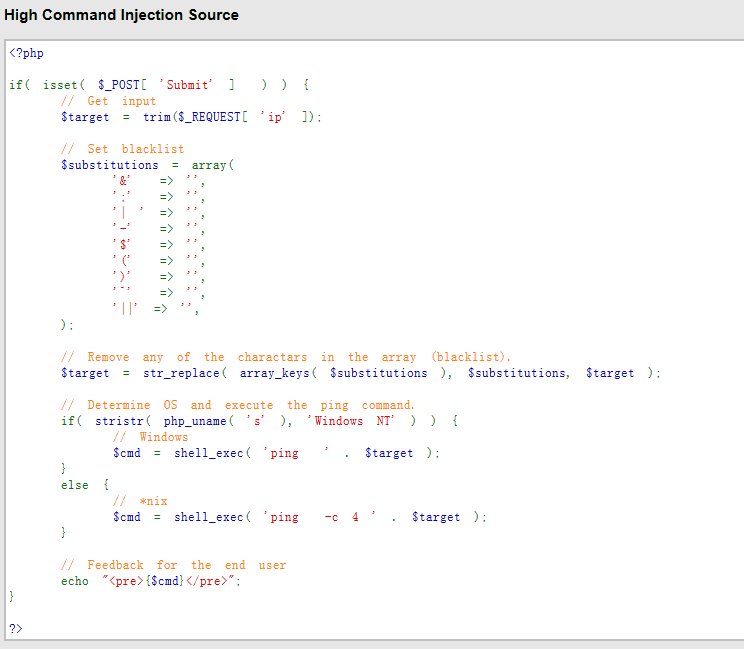 High Command Injection Source
<?php
if( isset( $_POST[ 'Submit' ] ) ) {
// Get input
$target = trim($_REQUEST[ 'ip' ]);
// Set blacklist
$substitutions = array(
'&' => '',
';' => '',
'| ' => '',
'-' => '',
'$' => '',
'(' => '',
')' => '',
'`' => '',
'||' => '',
);
// Remove any of the charactars in the array (blacklist).
$target = str_replace( array_keys( $substitutions ), $substitutions, $target );
// Determine OS and execute the ping command.
if( stristr( php_uname( 's' ), 'Windows NT' ) ) {
// Windows
$cmd = shell_exec( 'ping ' . $target );
}
else {
// *nix
$cmd = shell_exec( 'ping -c 4 ' . $target );
}
// Feedback for the end user
echo "<pre>{$cmd}</pre>";
}
?>